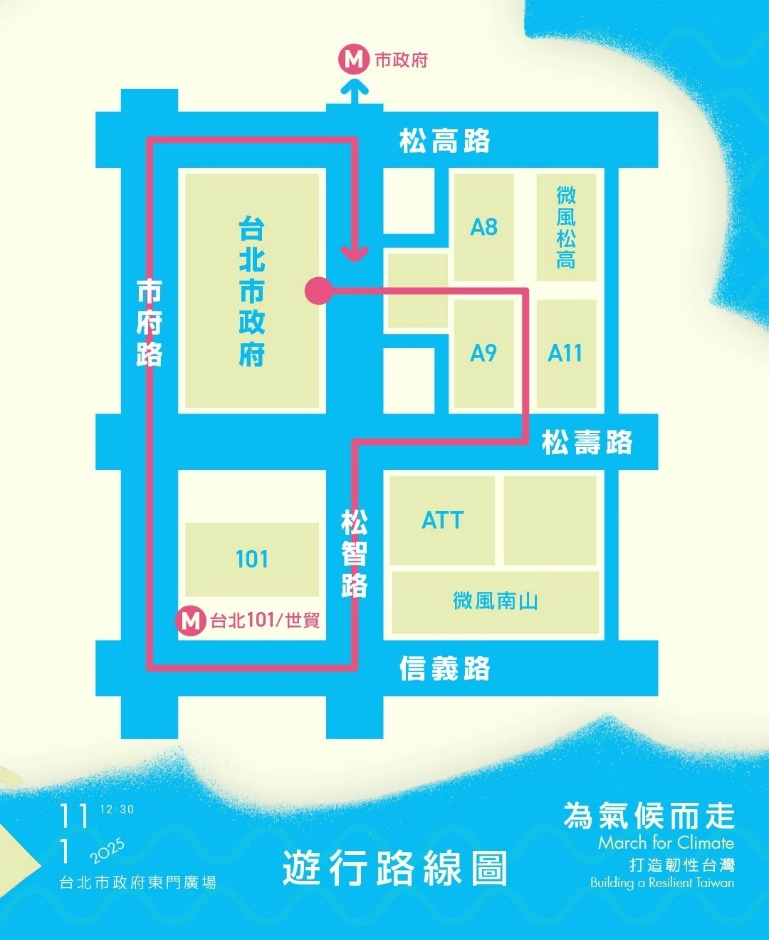 M 市政府
松高路
台北市政府
A8
微風松高
市府路
A9
A11
松壽路
松智路
ATT
101
微風南山
M 台北101/世貿
信義路
11 12:30
1 2025
台北市政府東門廣場
遊行路線圖
為氣候而走
March for Climate
打造韌性台灣
Building a Resilient Taiwan